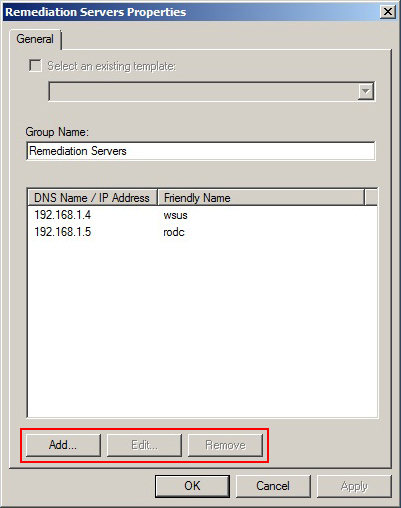 Remediation Servers Properties
General
Select an existing template:
Group Name:
Remediation Servers
DNS Name / IP Address Friendly Name
192.168.1.4 wsus
192.168.1.5 rodc
Add... Edit... Remove
OK Cancel Apply